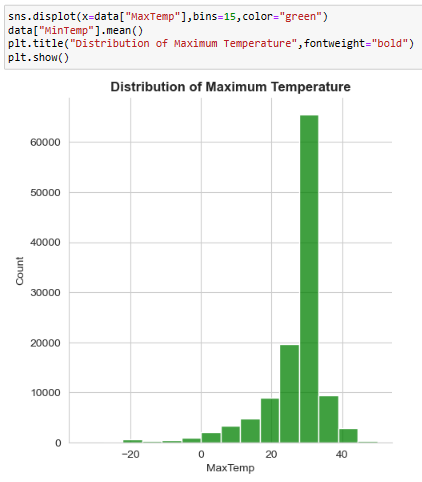 sns.displot(x=data["MaxTemp"],bins=15,color="green")
data["MinTemp"].mean()
plt.title("Distribution of Maximum Temperature",fontweight="bold")
plt.show()
Distribution of Maximum Temperature
60000
50000
40000
30000
20000
10000
0
Count
−20
0
20
40
MaxTemp